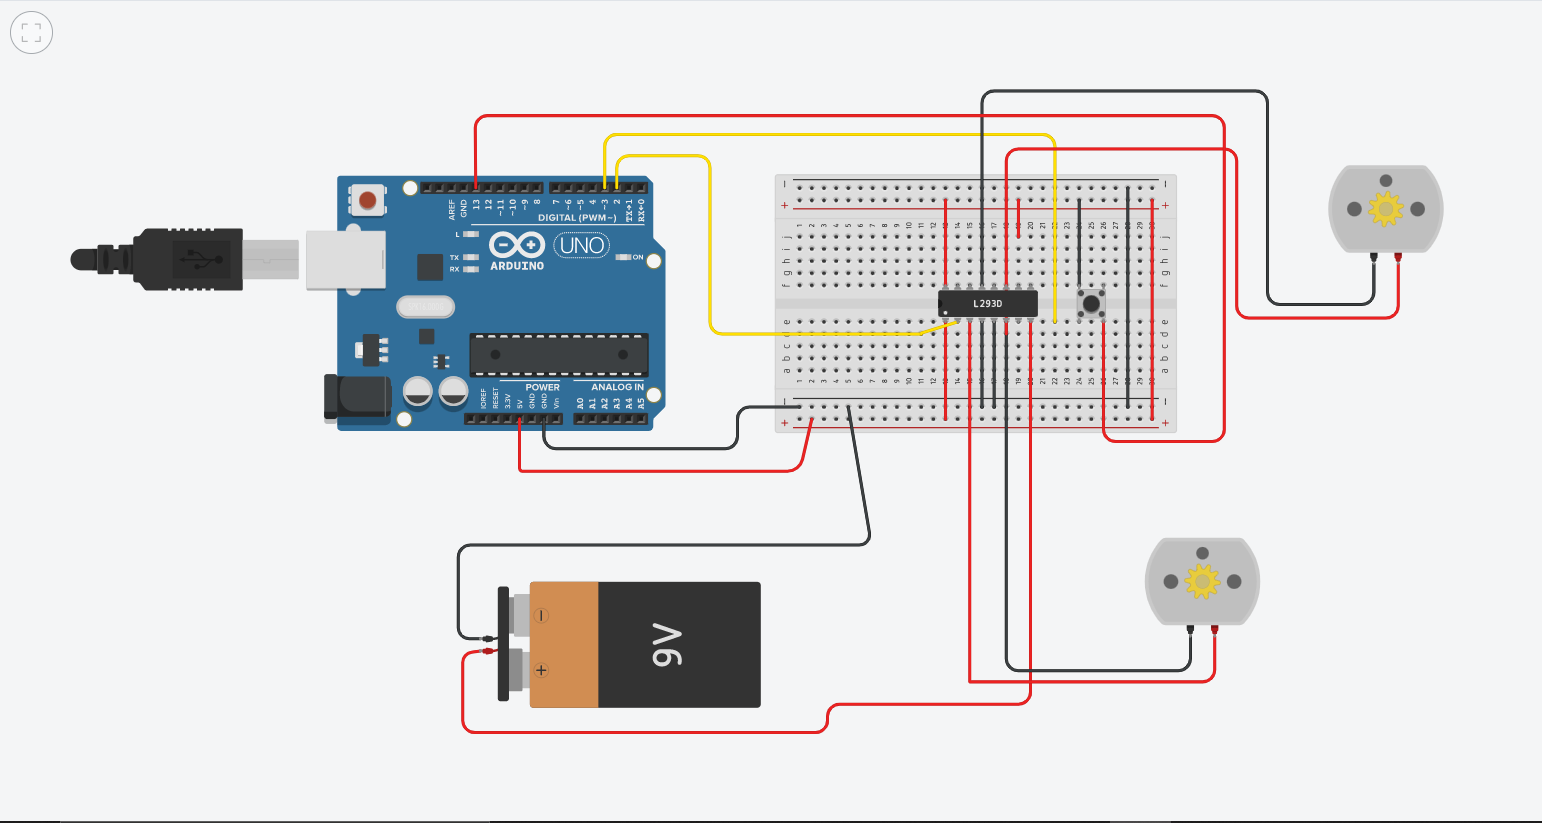 AREF
GND
13
12
~11
~10
~9
8
7
~6
~5
4
~3
2
TX→1
RX←0
DIGITAL (PWM~)
L
TX
RX
ARDUINO
UNO
ON
POWER
ANALOG IN
IOREF
RESET
3.3V
5V
GND
GND
Vin
A0
A1
A2
A3
A4
A5
L293D
j
i
h
g
f
e
d
c
b
a
9V